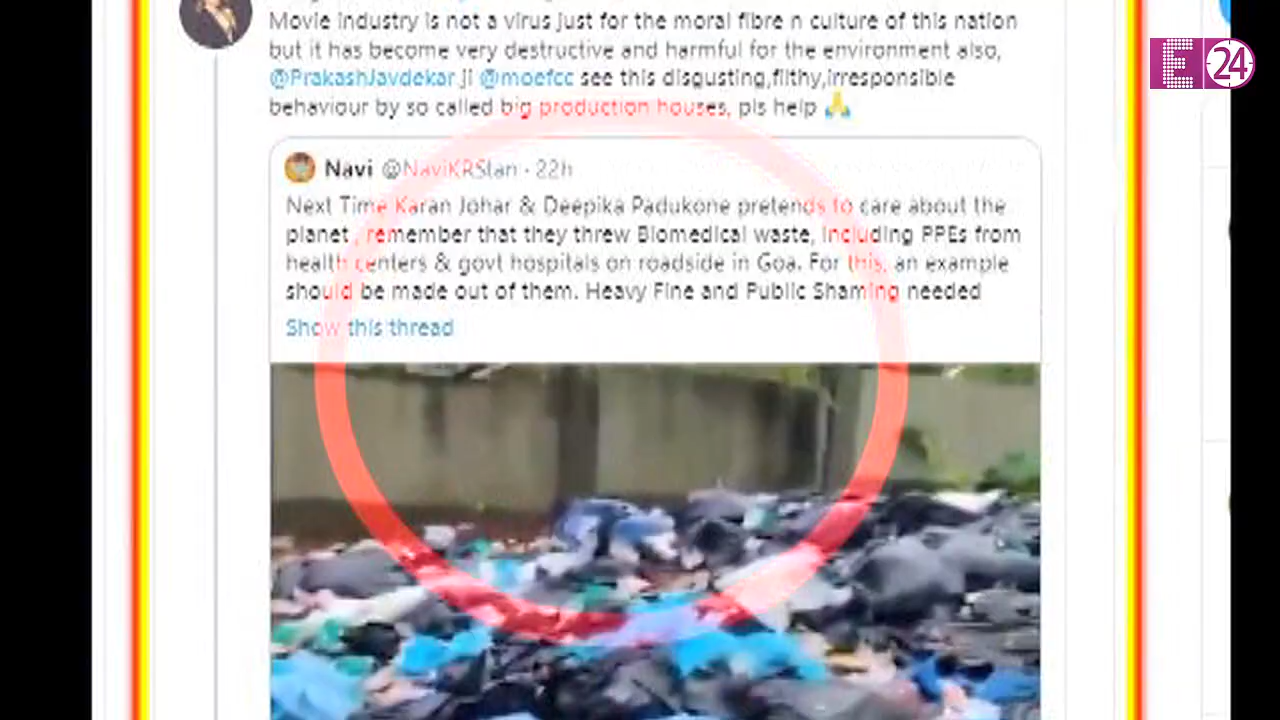 Movie industry is not a virus just for the moral fibre n culture of this nation
but it has become very destructive and harmful for the environment also,
@PrakashJavdekar ji @moefcc see this disgusting,filthy,irresponsible
behaviour by so called big production houses, pls help 🙏
Navi @NaviKRStan · 22h
Next Time Karan Johar & Deepika Padukone pretends to care about the
planet , remember that they threw Biomedical waste, including PPEs from
health centers & govt hospitals on roadside in Goa. For this, an example
should be made out of them. Heavy Fine and Public Shaming needed
Show this thread
E24